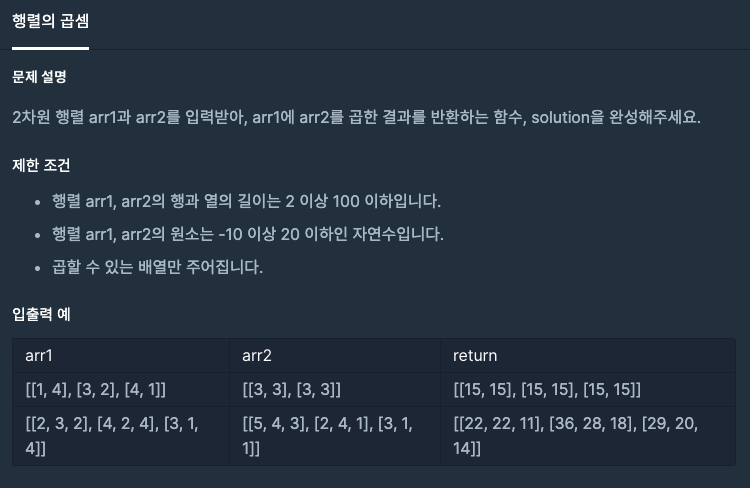 행렬의 곱셈
문제 설명
2차원 행렬 arr1과 arr2를 입력받아, arr1에 arr2를 곱한 결과를 반환하는 함수, solution을 완성해주세요.
제한 조건
• 행렬 arr1, arr2의 행과 열의 길이는 2 이상 100 이하입니다.
• 행렬 arr1, arr2의 원소는 -10 이상 20 이하인 자연수입니다.
• 곱할 수 있는 배열만 주어집니다.
입출력 예
arr1 arr2 return
[[1, 4], [3, 2], [4, 1]] [[3, 3], [3, 3]] [[15, 15], [15, 15], [15, 15]]
[[2, 3, 2], [4, 2, 4], [3, 1, [[5, 4, 3], [2, 4, 1], [3, 1, [[22, 22, 11], [36, 28, 18], [29, 20,
4]] 1]] 14]]